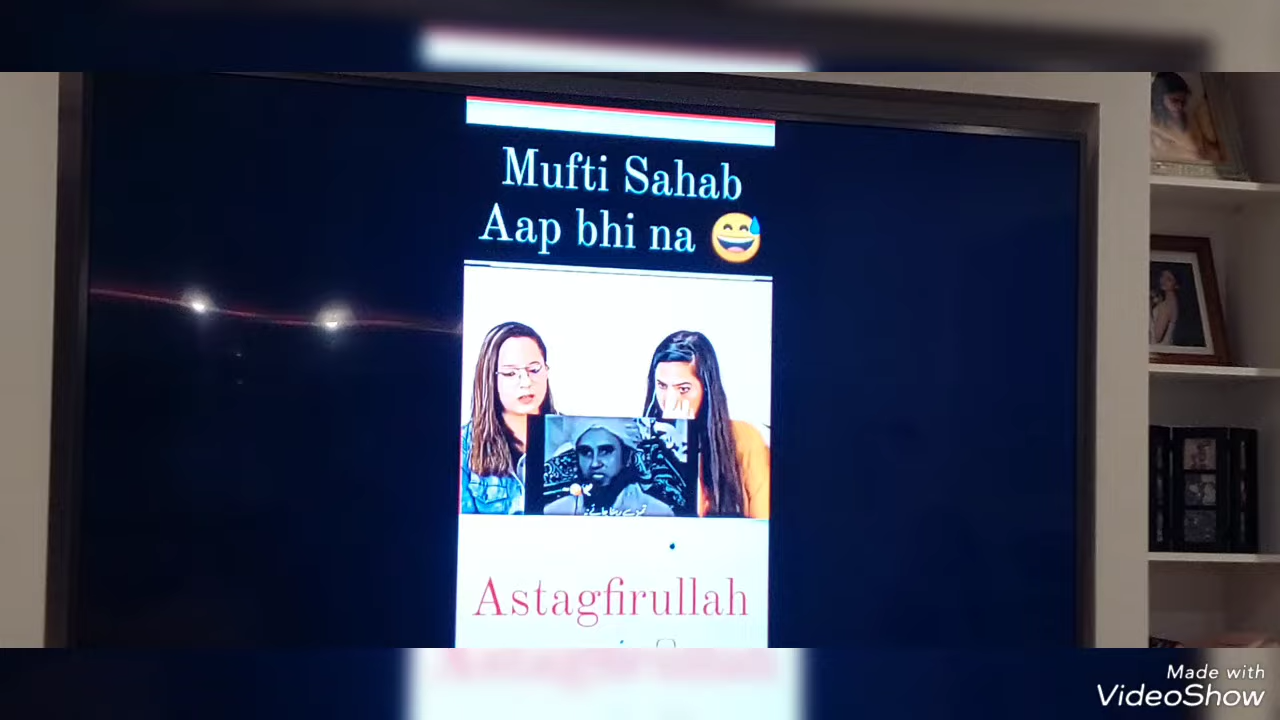 Mufti Sahab
Aap bhi na 😅
Astagfirullah
Made with
VideoShow